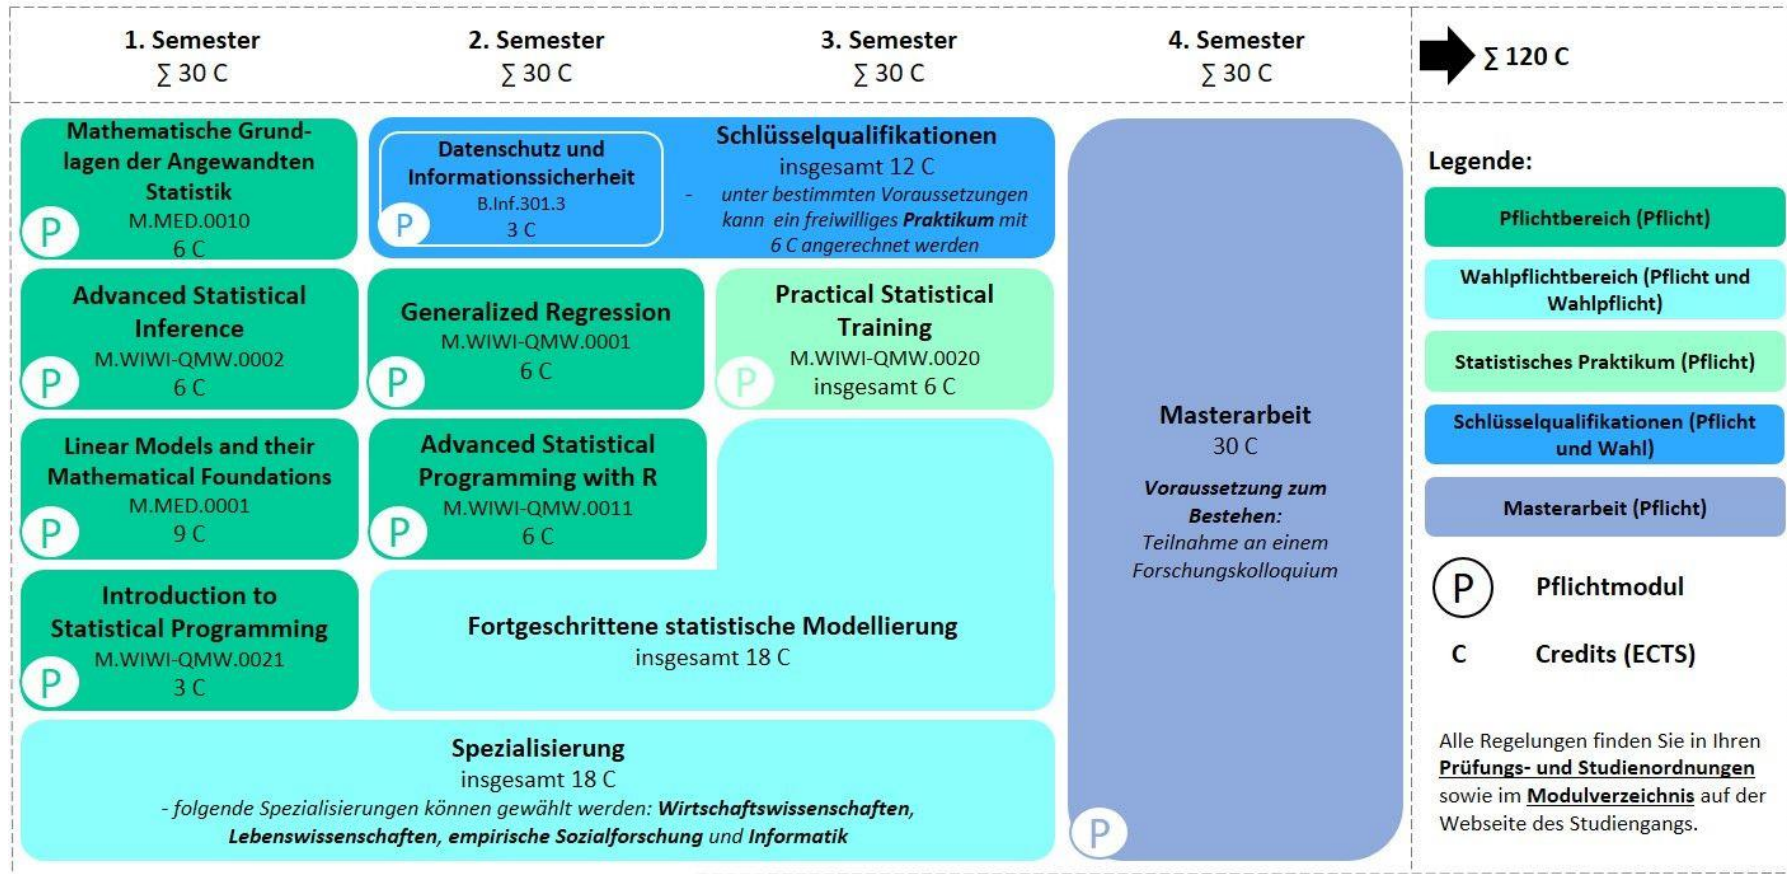 1. Semester
∑ 30 C
2. Semester
∑ 30 C
3. Semester
∑ 30 C
4. Semester
∑ 30 C
∑ 120 C
Mathematische Grund-
lagen der Angewandten
Statistik
M.MED.0010
6 C
P
Datenschutz und
Informationssicherheit
B.Inf.301.3
3 C
P
Schlüsselqualifikationen
insgesamt 12 C
- unter bestimmten Voraussetzungen
kann ein freiwilliges Praktikum mit
6 C angerechnet werden
Advanced Statistical
Inference
M.WIWI-QMW.0002
6 C
P
Generalized Regression
M.WIWI-QMW.0001
6 C
P
Practical Statistical
Training
M.WIWI-QMW.0020
insgesamt 6 C
P
Linear Models and their
Mathematical Foundations
M.MED.0001
9 C
P
Advanced Statistical
Programming with R
M.WIWI-QMW.0011
6 C
P
Introduction to
Statistical Programming
M.WIWI-QMW.0021
3 C
P
Fortgeschrittene statistische Modellierung
insgesamt 18 C
Spezialisierung
insgesamt 18 C
- folgende Spezialisierungen können gewählt werden: Wirtschaftswissenschaften,
Lebenswissenschaften, empirische Sozialforschung und Informatik
Masterarbeit
30 C
Voraussetzung zum
Bestehen:
Teilnahme an einem
Forschungskolloquium
P
Legende:
Pflichtbereich (Pflicht)
Wahlpflichtbereich (Pflicht und
Wahlpflicht)
Statistisches Praktikum (Pflicht)
Schlüsselqualifikationen (Pflicht
und Wahl)
Masterarbeit (Pflicht)
P Pflichtmodul
C Credits (ECTS)
Alle Regelungen finden Sie in Ihren
Prüfungs- und Studienordnungen
sowie im Modulverzeichnis auf der
Webseite des Studiengangs.